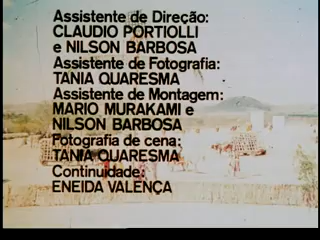 Assistente de Direção:
CLAUDIO PORTIOLLI
e NILSON BARBOSA
Assistente de Fotografia:
TANIA QUARESMA
Assistente de Montagem:
MARIO MURAKAMI e
NILSON BARBOSA
Fotografia de cena:
TANIA QUARESMA
Continuidade:
ENEIDA VALENÇA